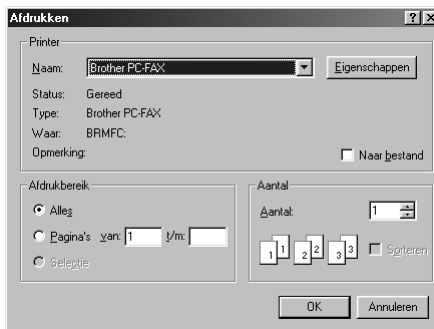 Afdrukken
Printer
Naam: Brother PC-FAX Eigenschappen
Status: Gereed
Type: Brother PC-FAX
Waar: BRMFC:
Opmerking: Naar bestand
Afdrukbereik
Alles
Pagina's van: 1 t/m:
Selectie
Aantal
Aantal: 1
1 1 2 2 3 3 Sorteren
OK Annuleren